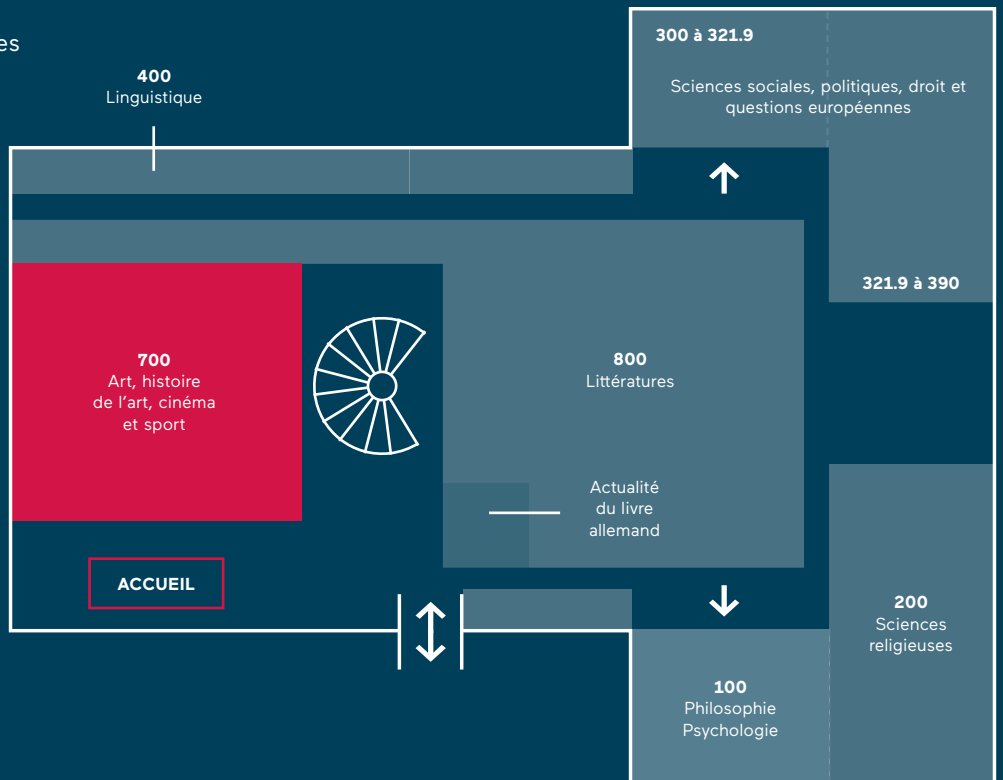 400
Linguistique
300 à 321.9
Sciences sociales, politiques, droit et
questions européennes
321.9 à 390
700
Art, histoire
de l'art, cinéma
et sport
800
Littératures
Actualité
du livre
allemand
ACCUEIL
200
Sciences
religieuses
100
Philosophie
Psychologie